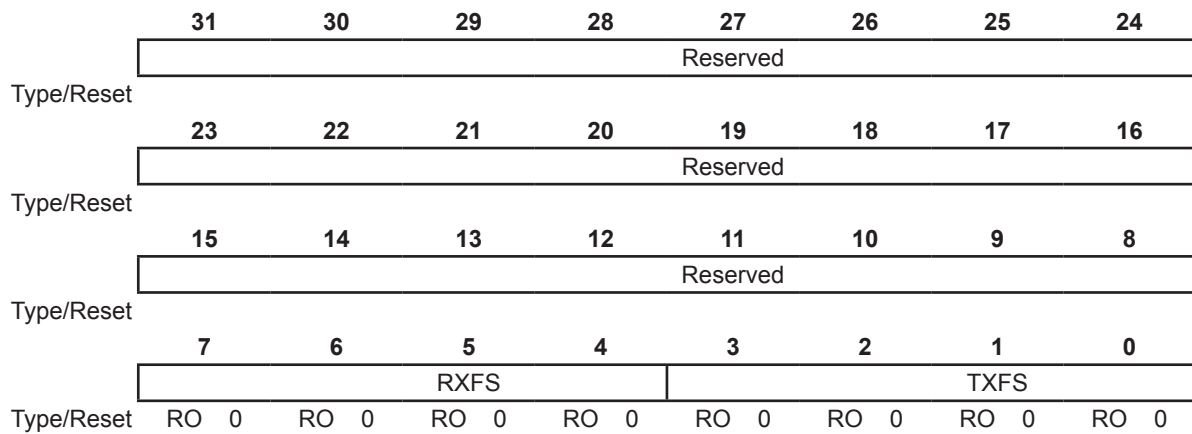 31 30 29 28 27 26 25 24
Reserved
Type/Reset
23 22 21 20 19 18 17 16
Reserved
Type/Reset
15 14 13 12 11 10 9 8
Reserved
Type/Reset
7 6 5 4 3 2 1 0
RXFS TXFS
Type/Reset RO 0 RO 0 RO 0 RO 0 RO 0 RO 0 RO 0 RO 0